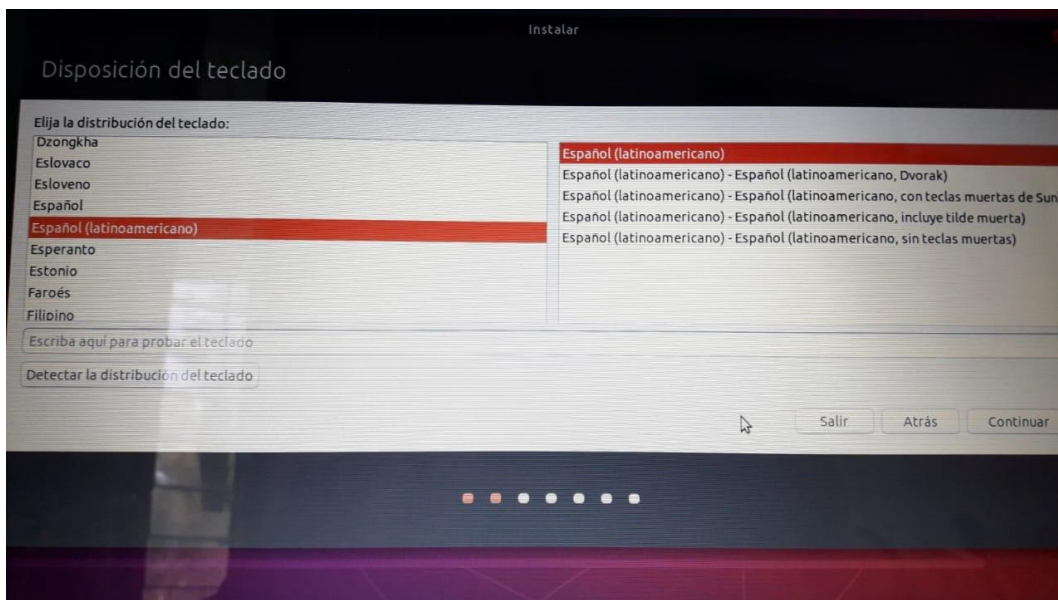 Instalar
Disposición del teclado
Elija la distribución del teclado:
Dzongkha
Eslovaco
Esloveno
Español
Español (latinoamericano)
Esperanto
Estonio
Faroés
Filipino
Español (latinoamericano)
Español (latinoamericano) - Español (latinoamericano, Dvorak)
Español (latinoamericano) - Español (latinoamericano, con teclas muertas de Sun
Español (latinoamericano) - Español (latinoamericano, incluye tilde muerta)
Español (latinoamericano) - Español (latinoamericano, sin teclas muertas)
Escriba aquí para probar el teclado
Detectar la distribución del teclado
Salir
Atrás
Continuar